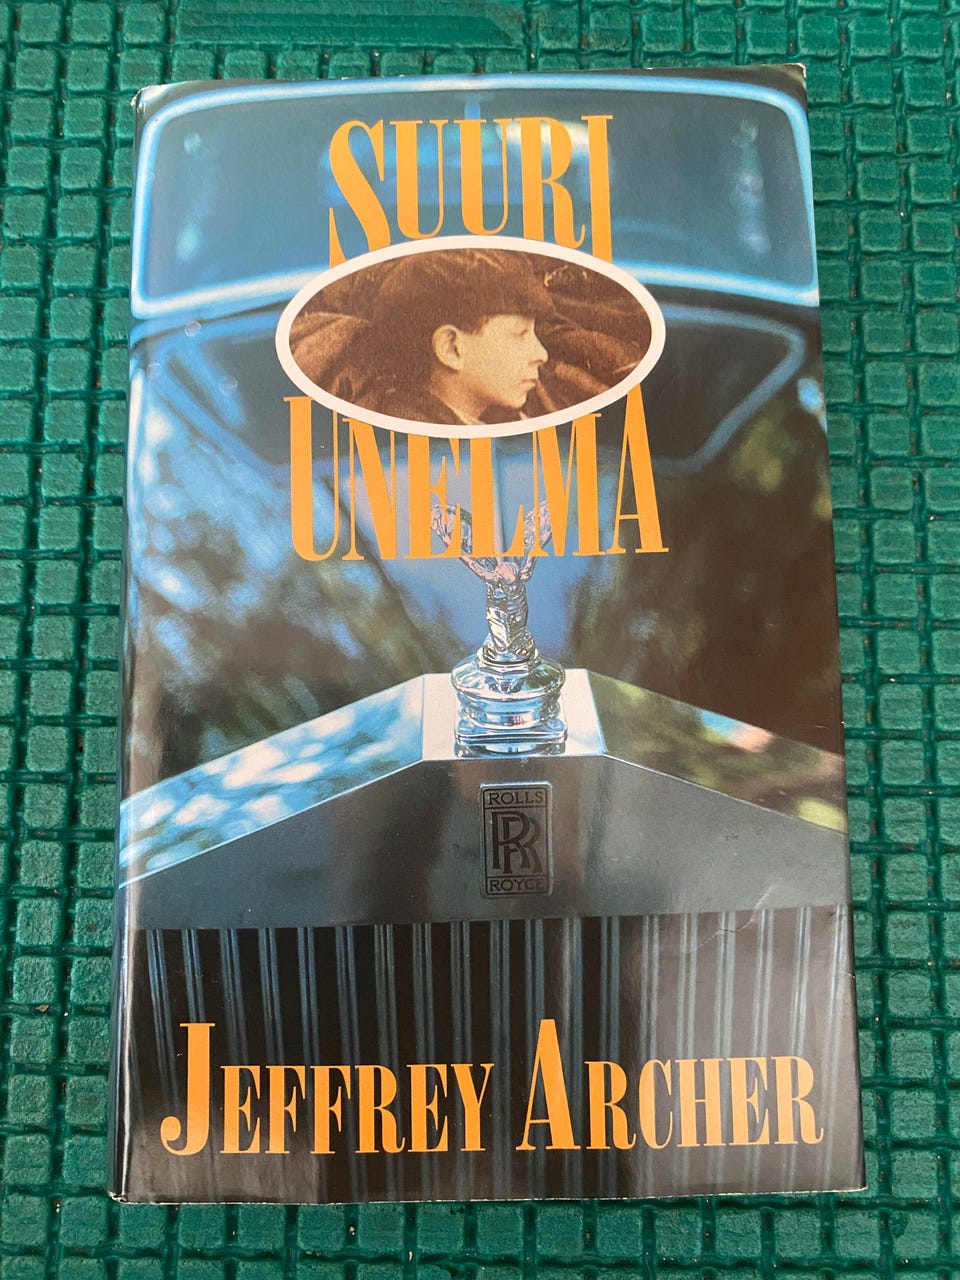 SUURI
UNELMA
ROLLS
RR
ROYCE
JEFFREY ARCHER